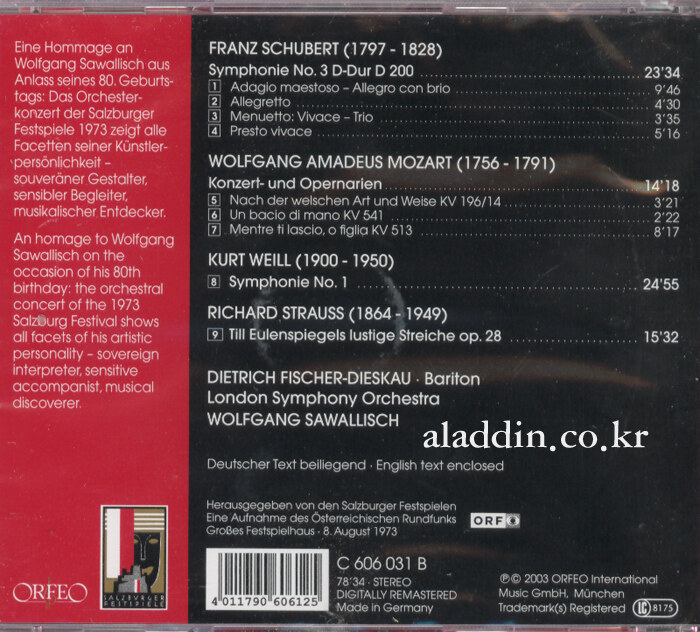 Eine Hommage an
Wolfgang Sawallisch aus
Anlass seines 80. Geburts-
tags: Das Orchester-
konzert der Salzburger
Festspiele 1973 zeigt alle
Facetten seiner Künstler-
persönlichkeit –
souveräner Gestalter,
sensibler Begleiter,
musikalischer Entdecker.
An homage to Wolfgang
Sawallisch on the
occasion of his 80th
birthday: the orchestral
concert of the 1973
Salzburg Festival shows
all facets of his artistic
personality – sovereign
interpreter, sensitive
accompanist, musical
discoverer.
ORFEO
SALZBURGER
FESTSPIELE
FRANZ SCHUBERT (1797 - 1828)
Symphonie No. 3 D-Dur D 200 23'34
1 Adagio maestoso – Allegro con brio 9'46
2 Allegretto 4'30
3 Menuetto: Vivace – Trio 3'35
4 Presto vivace 5'16
WOLFGANG AMADEUS MOZART (1756 - 1791)
Konzert- und Opernarien 14'18
5 Nach der welschen Art und Weise KV 196/14 3'21
6 Un bacio di mano KV 541 2'22
7 Mentre ti lascio, o figlia KV 513 8'17
KURT WEILL (1900 - 1950)
8 Symphonie No. 1 24'55
RICHARD STRAUSS (1864 - 1949)
9 Till Eulenspiegels lustige Streiche op. 28 15'32
DIETRICH FISCHER-DIESKAU · Bariton
London Symphony Orchestra
WOLFGANG SAWALLISCH
aladdin.co.kr
Deutscher Text beiliegend · English text enclosed
Herausgegeben von den Salzburger Festspielen
Eine Aufnahme des Österreichischen Rundfunks
Großes Festspielhaus · 8. August 1973
ORF
4 011790 606125
C 606 031 B
78'34 · STEREO
DIGITALLY REMASTERED
Made in Germany
℗© 2003 ORFEO International
Music GmbH, München
Trademark(s) Registered
LC 8175